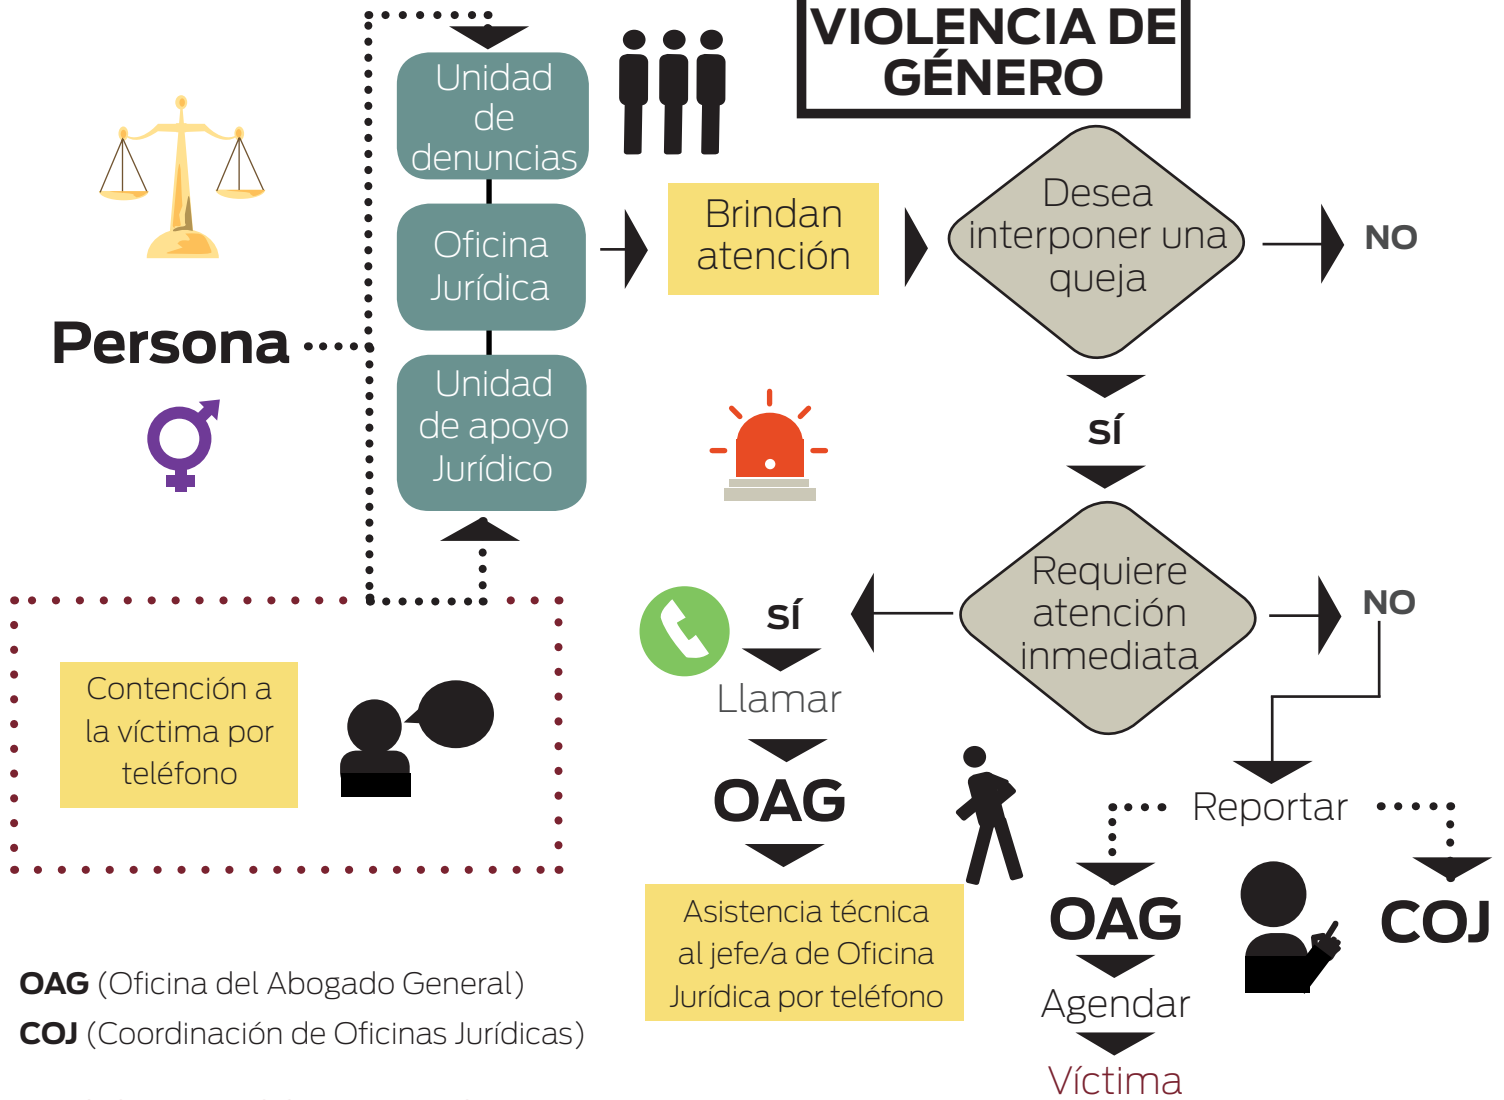 VIOLENCIA DE
GÉNERO
Unidad
de
denuncias
Oficina
Jurídica
Unidad
de apoyo
Jurídico
Persona
Brindan
atención
Desea
interponer una
queja
NO
SÍ
Requiere
atención
inmediata
NO
SÍ
Llamar
OAG
Asistencia técnica
al jefe/a de Oficina
Jurídica por teléfono
Reportar
OAG
COJ
Agendar
Víctima
Contención a
la víctima por
teléfono
OAG (Oficina del Abogado General)
COJ (Coordinación de Oficinas Jurídicas)